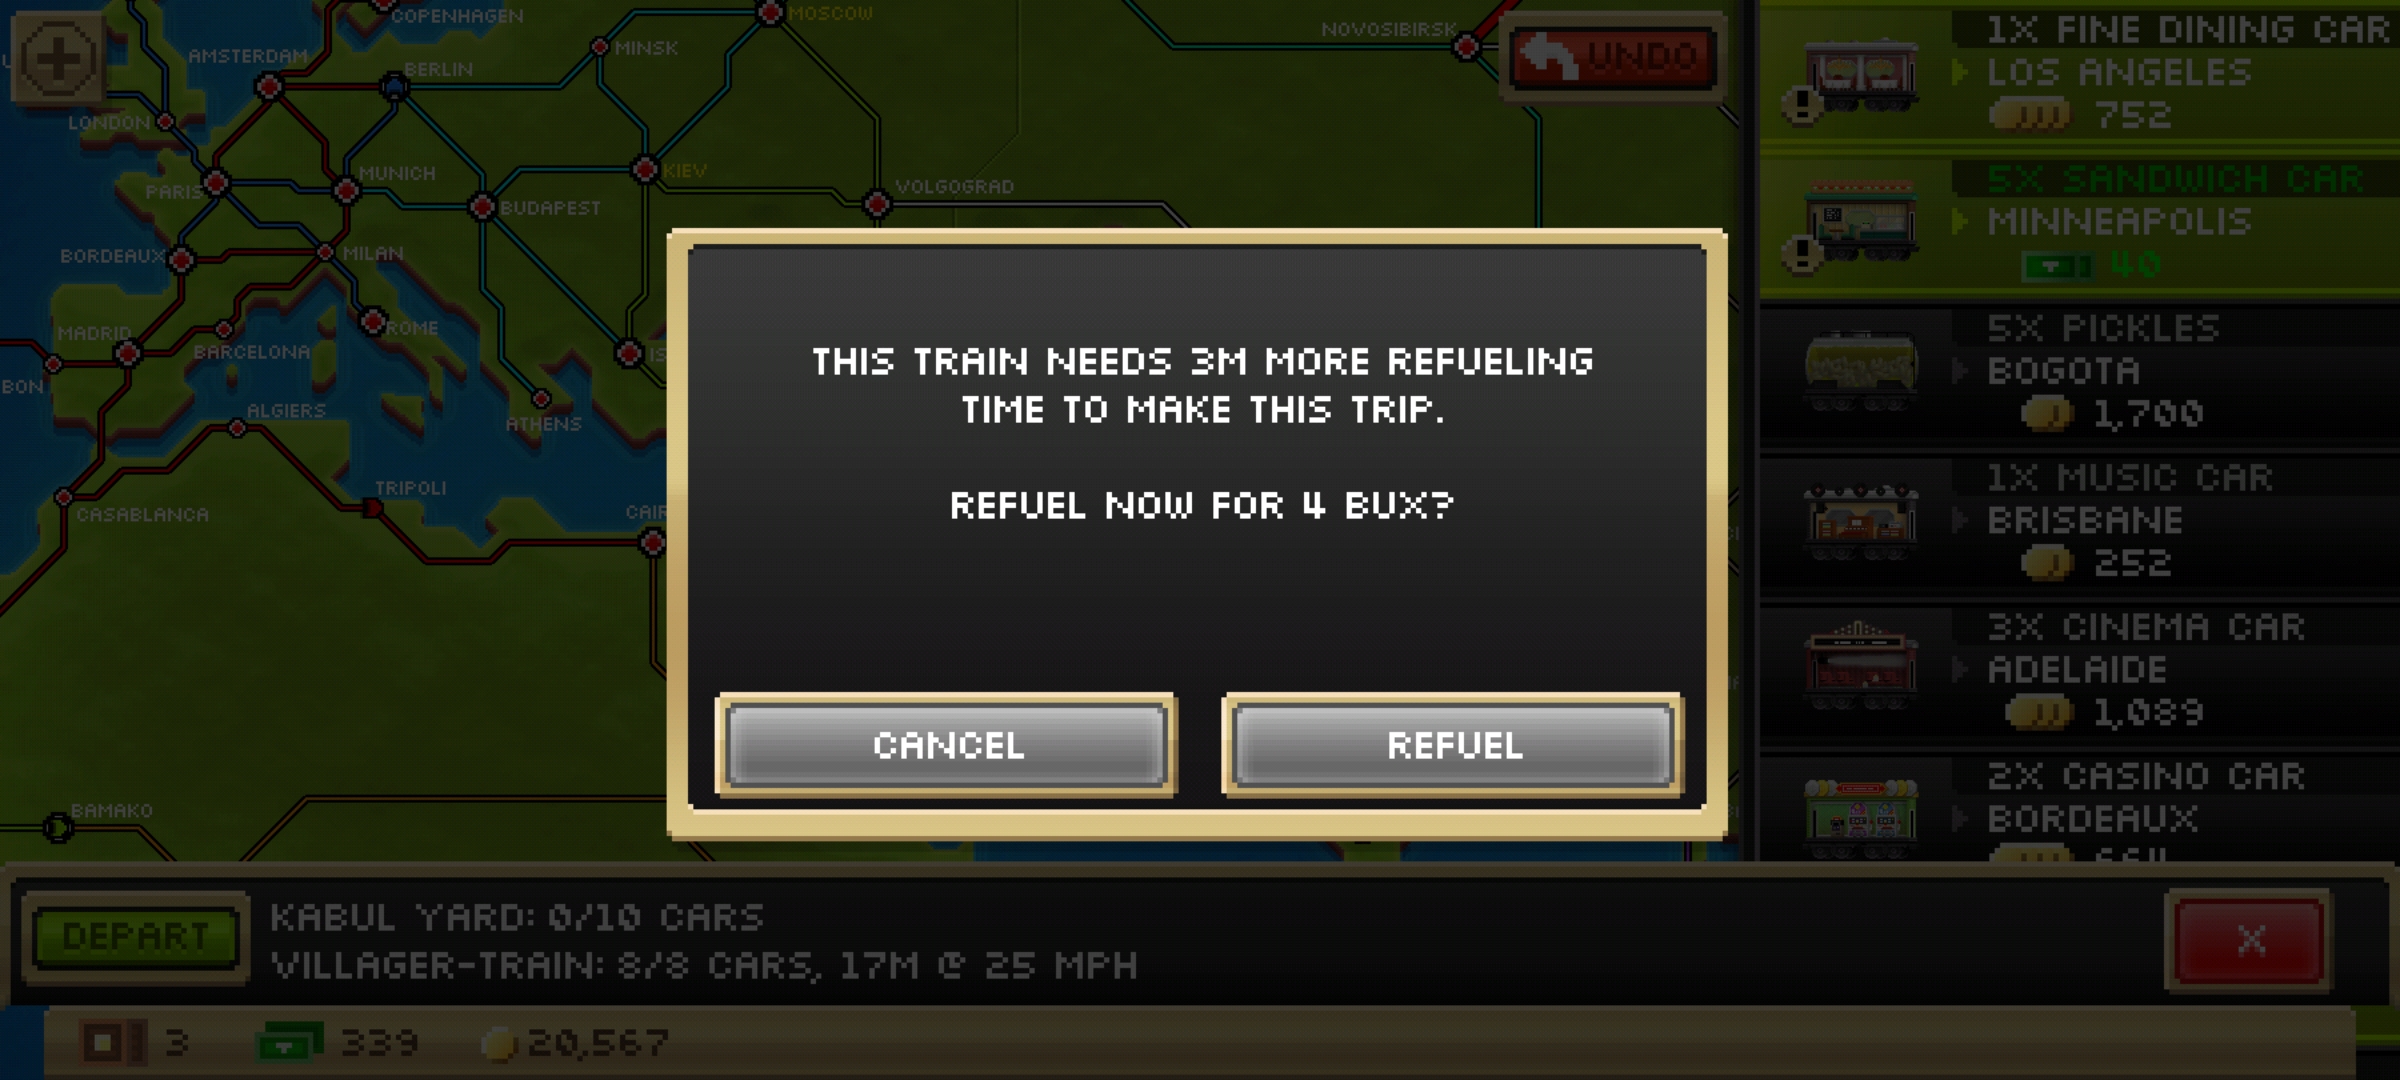 COPENHAGEN
MOSCOW
AMSTERDAM
MINSK
NOVOSIBIRSK
UNDO
BERLIN
LONDON
MUNICH
KIEV
PARIS
VOLGOGRAD
BUDAPEST
BORDEAUX
MILAN
MADRID
ROME
BARCELONA
IS
BON
ALGIERS
ATHENS
TRIPOLI
CASABLANCA
CAIR
BAMAKO
THIS TRAIN NEEDS 3M MORE REFUELING
TIME TO MAKE THIS TRIP.
REFUEL NOW FOR 4 BUX?
CANCEL
REFUEL
1X FINE DINING CAR
LOS ANGELES
752
5X SANDWICH CAR
MINNEAPOLIS
40
5X PICKLES
BOGOTA
1,700
1X MUSIC CAR
BRISBANE
252
3X CINEMA CAR
ADELAIDE
1,089
2X CASINO CAR
BORDEAUX
DEPART
KABUL YARD: 0/10 CARS
VILLAGER-TRAIN: 8/8 CARS, 17M @ 25 MPH
X
3
339
20,567